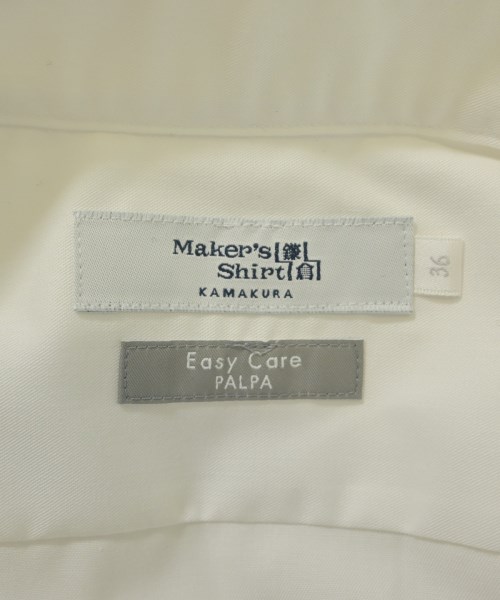 Maker's 鎌
Shirt 倉
KAMAKURA
36
Easy Care
PALPA